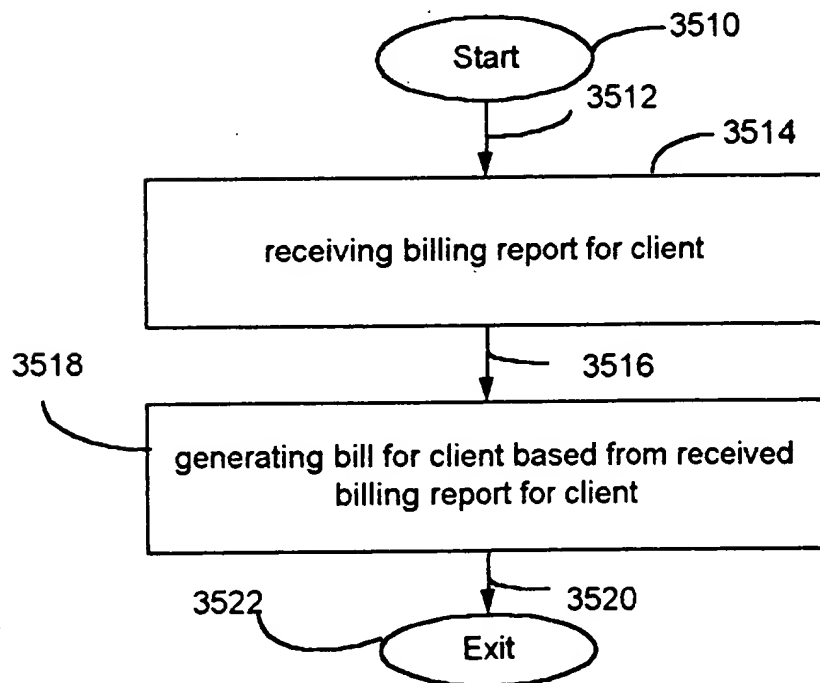 Start
3510
3512
3514
receiving billing report for client
3516
3518
generating bill for client based from received
billing report for client
3520
3522
Exit